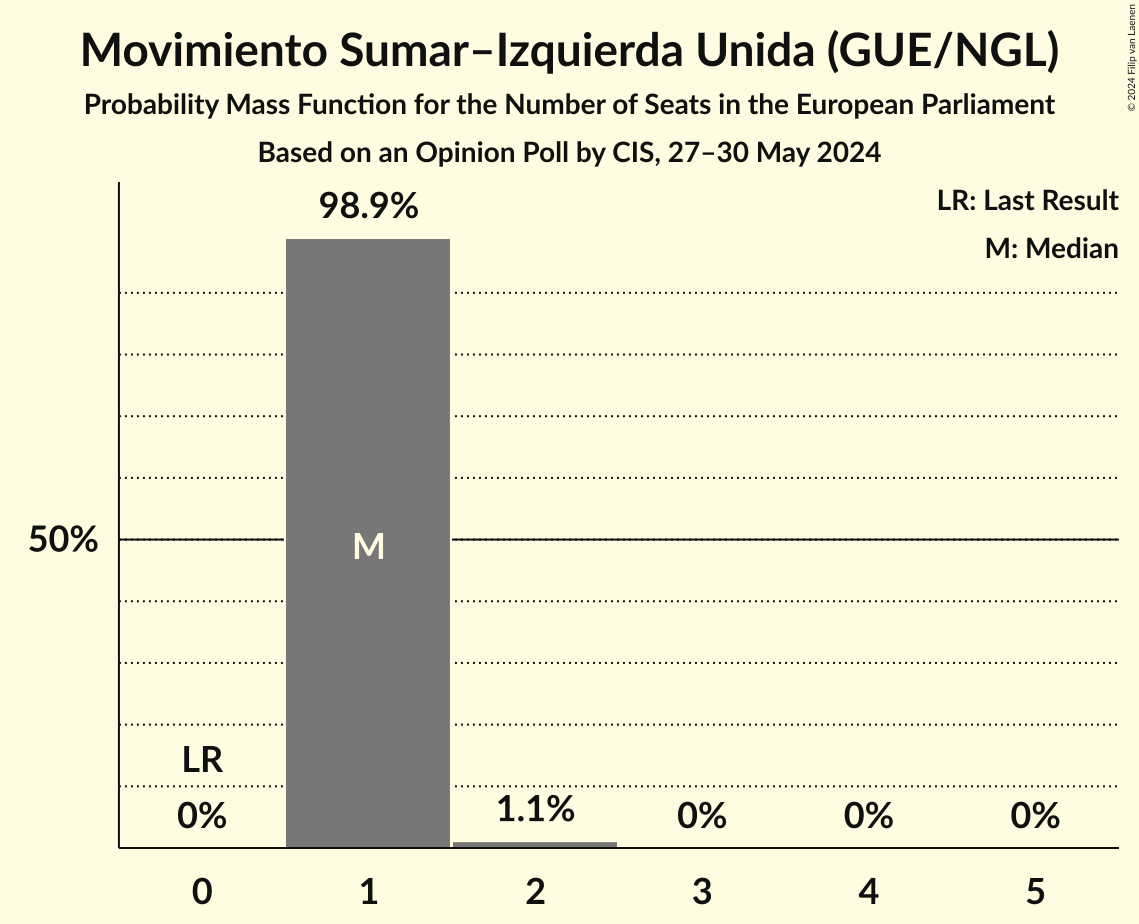 Movimiento Sumar–Izquierda Unida (GUE/NGL)
Probability Mass Function for the Number of Seats in the European Parliament
Based on an Opinion Poll by CIS, 27–30 May 2024
© 2024 Filip van Laenen
LR: Last Result
M: Median
98.9%
50%
M
LR
0%
1.1%
0%
0%
0%
0
1
2
3
4
5